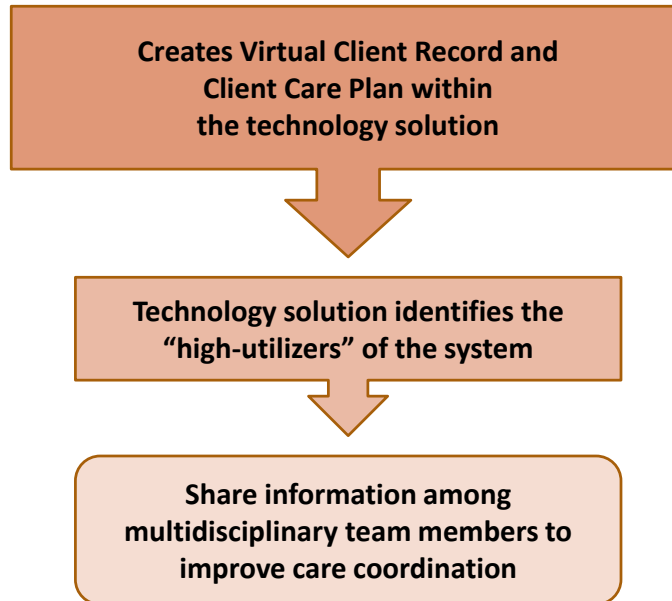 Creates Virtual Client Record and
Client Care Plan within
the technology solution
Technology solution identifies the
“high-utilizers” of the system
Share information among
multidisciplinary team members to
improve care coordination